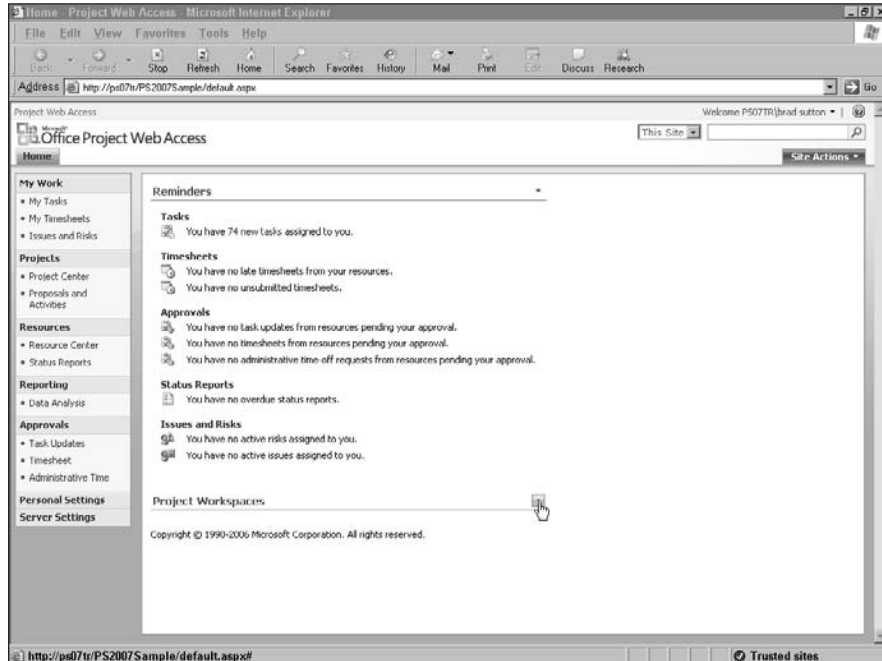 Home - Project Web Access - Microsoft Internet Explorer
File Edit View Favorites Tools Help
Back Forward Stop Refresh Home Search Favorites History Mail Print Edit Discuss Research
Address http://ps07tr/PS2007Sample/default.aspx Go
Project Web Access Welcome PS07TR\brad sutton
Microsoft
Office Project Web Access This Site
Home Site Actions
My Work
My Tasks
My Timesheets
Issues and Risks
Projects
Project Center
Proposals and
Activities
Resources
Resource Center
Status Reports
Reporting
Data Analysis
Approvals
Task Updates
Timesheet
Administrative Time
Personal Settings
Server Settings
Reminders
Tasks
You have 74 new tasks assigned to you.
Timesheets
You have no late timesheets from your resources.
You have no unsubmitted timesheets.
Approvals
You have no task updates from resources pending your approval.
You have no timesheets from resources pending your approval.
You have no administrative time-off requests from resources pending your approval.
Status Reports
You have no overdue status reports.
Issues and Risks
You have no active risks assigned to you.
You have no active issues assigned to you.
Project Workspaces
Copyright © 1990-2006 Microsoft Corporation. All rights reserved.
http://ps07tr/PS2007Sample/default.aspx# Trusted sites